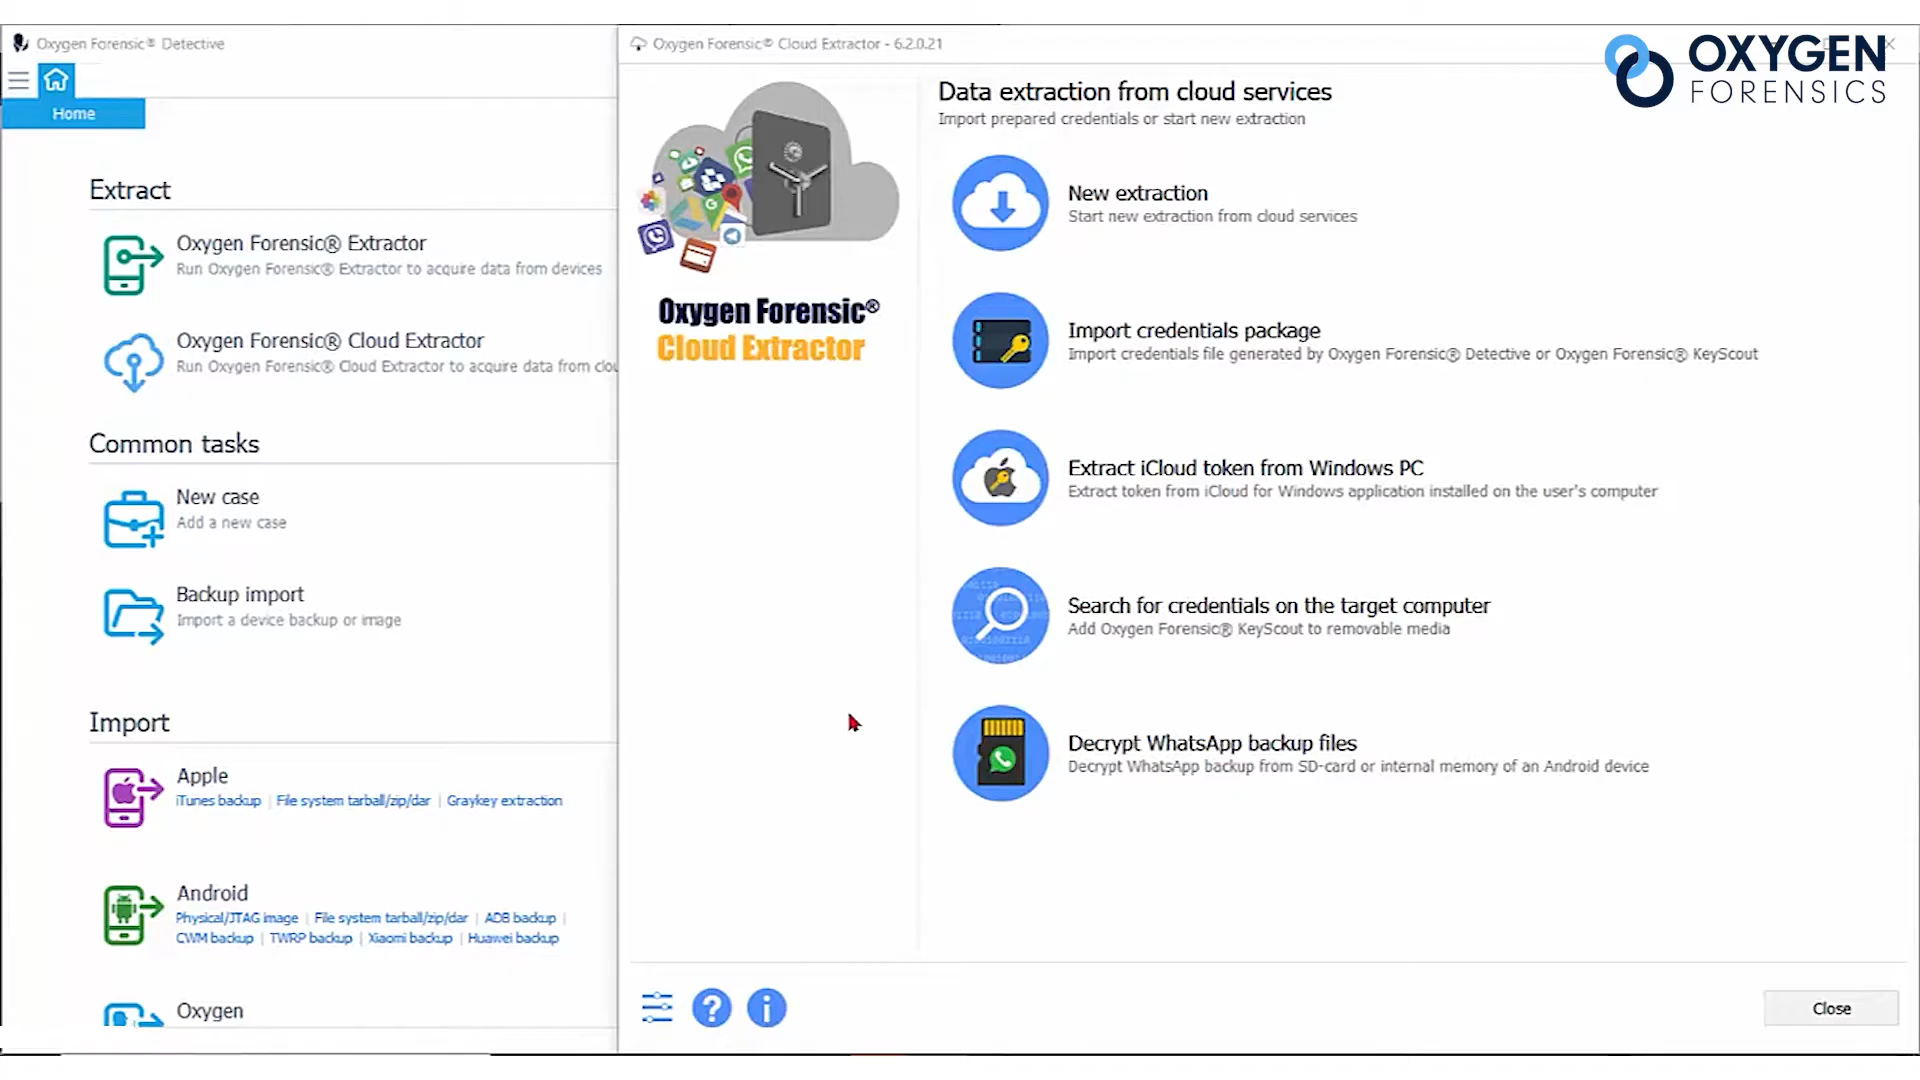 Oxygen Forensic® Detective
Home
Extract
Oxygen Forensic® Extractor
Run Oxygen Forensic® Extractor to acquire data from devices
Oxygen Forensic® Cloud Extractor
Run Oxygen Forensic® Cloud Extractor to acquire data from
Common tasks
New case
Add a new case
Backup import
Import a device backup or image
Import
Apple
iTunes backup | File system tarball/zip/dar | Graykey extraction
Android
Physical/JTAG image | File system tarball/zip/dar | ADB backup |
CWM backup | TWRP backup | Xiaomi backup | Huawei backup
Oxygen
Oxygen Forensic® Cloud Extractor - 6.2.0.21
OXYGEN
FORENSICS
Oxygen Forensic®
Cloud Extractor
Data extraction from cloud services
Import prepared credentials or start new extraction
New extraction
Start new extraction from cloud services
Import credentials package
Import credentials file generated by Oxygen Forensic® Detective or Oxygen Forensic® KeyScout
Extract iCloud token from Windows PC
Extract token from iCloud for Windows application installed on the user's computer
Search for credentials on the target computer
Add Oxygen Forensic® KeyScout to removable media
Decrypt WhatsApp backup files
Decrypt WhatsApp backup from SD-card or internal memory of an Android device
Close